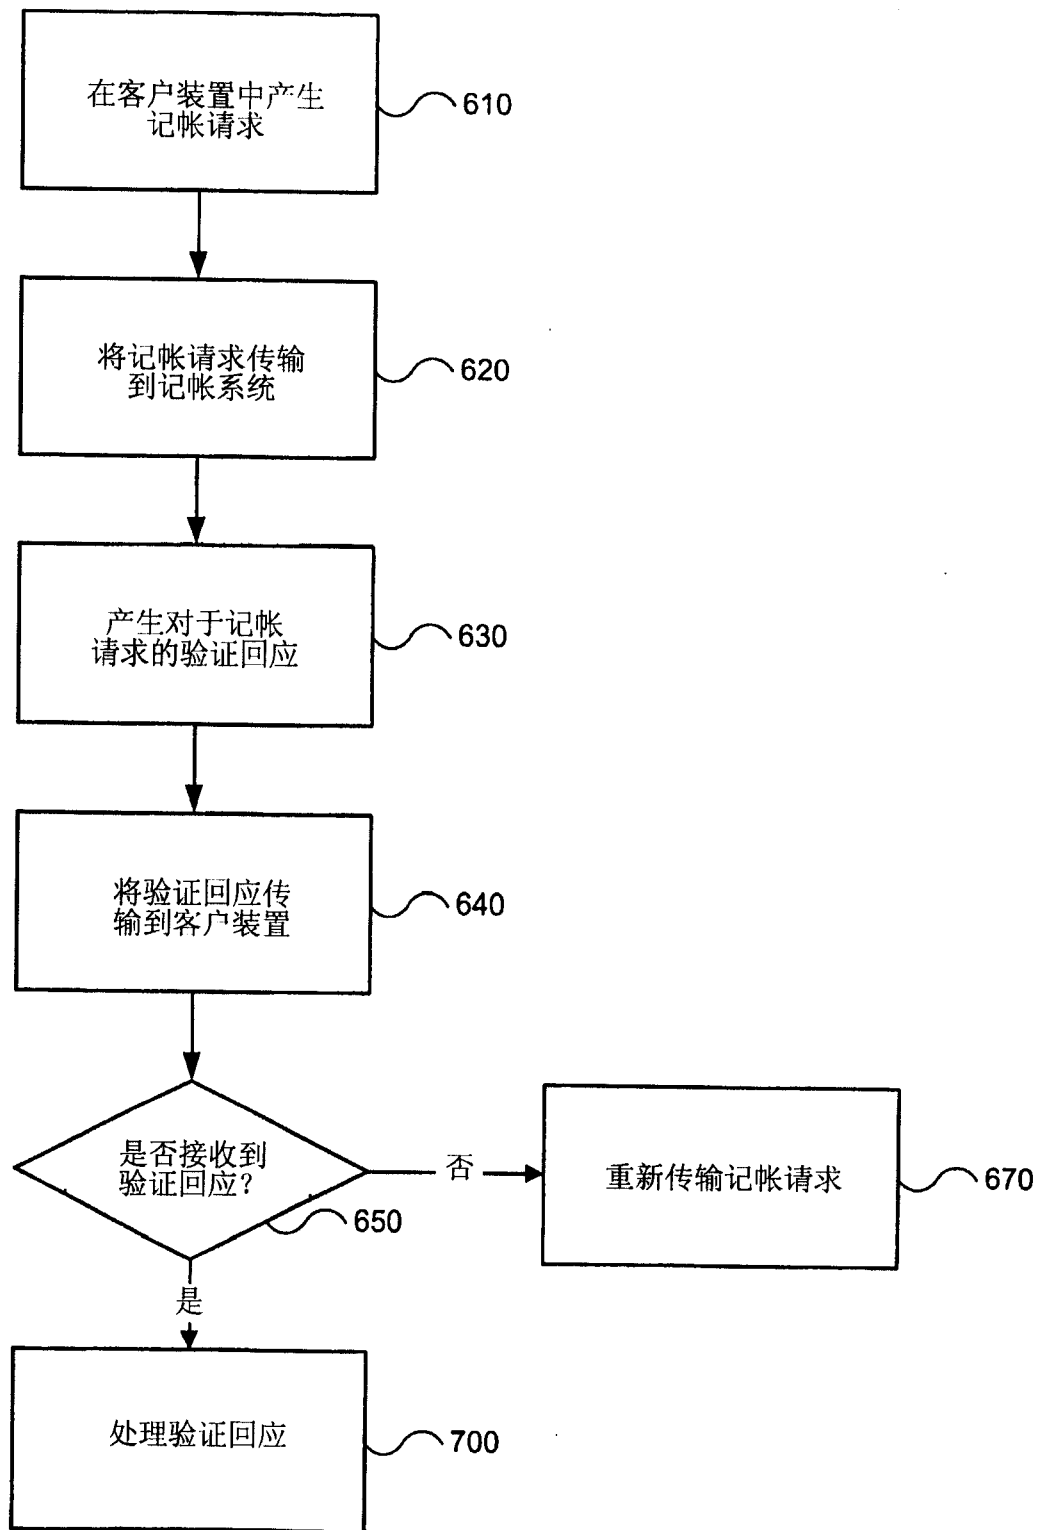 在客户装置中产生
记帐请求
610
将记帐请求传输
到记帐系统
620
产生对于记帐
请求的验证回应
630
将验证回应传
输到客户装置
640
是否接收到
验证回应?
650
否
重新传输记帐请求
670
是
处理验证回应
700